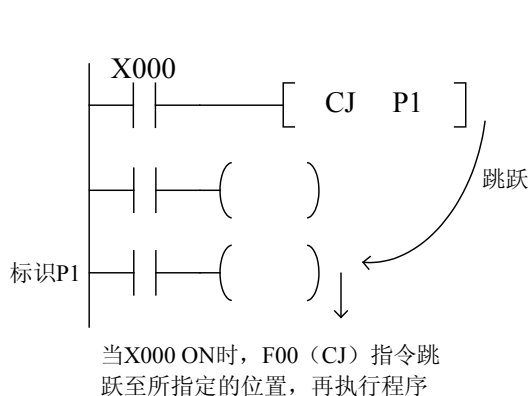 X000
CJ P1
跳跃
标识P1
当X000 ON时，F00（CJ）指令跳
跃至所指定的位置，再执行程序